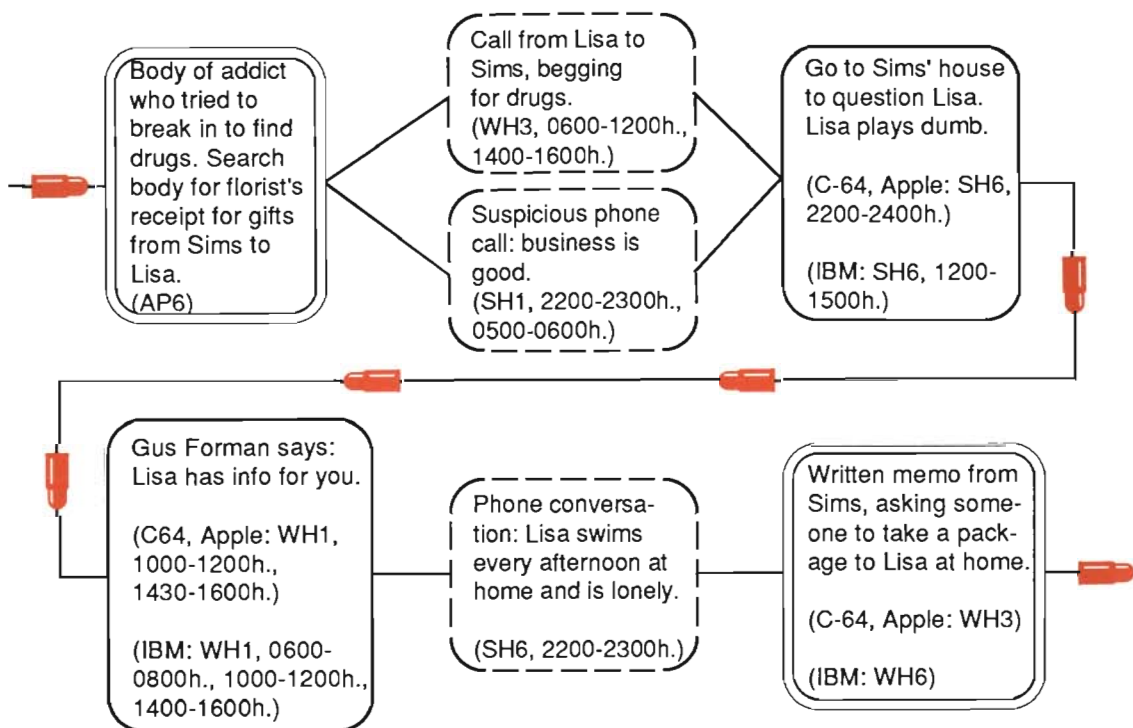 Body of addict
who tried to
break in to find
drugs. Search
body for florist's
receipt for gifts
from Sims to
Lisa.
(AP6)
Call from Lisa to
Sims, begging
for drugs.
(WH3, 0600-1200h.,
1400-1600h.)
Suspicious phone
call: business is
good.
(SH1, 2200-2300h.,
0500-0600h.)
Go to Sims' house
to question Lisa.
Lisa plays dumb.
(C-64, Apple: SH6,
2200-2400h.)
(IBM: SH6, 1200-
1500h.)
Gus Forman says:
Lisa has info for you.
(C64, Apple: WH1,
1000-1200h.,
1430-1600h.)
(IBM: WH1, 0600-
0800h., 1000-1200h.,
1400-1600h.)
Phone conversa-
tion: Lisa swims
every afternoon at
home and is lonely.
(SH6, 2200-2300h.)
Written memo from
Sims, asking some-
one to take a pack-
age to Lisa at home.
(C-64, Apple: WH3)
(IBM: WH6)